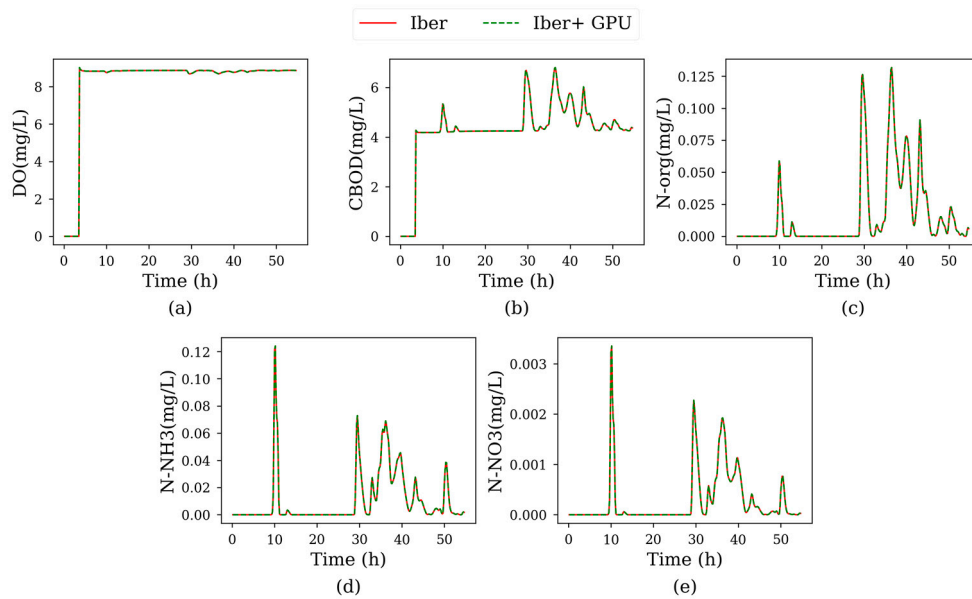 Iber Iber+ GPU
DO(mg/L)
8
6
4
2
0
0 10 20 30 40 50
Time (h)
(a)
CBOD(mg/L)
6
4
2
0
0 10 20 30 40 50
Time (h)
(b)
N-org(mg/L)
0.125
0.100
0.075
0.050
0.025
0.000
0 10 20 30 40 50
Time (h)
(c)
N-NH3(mg/L)
0.12
0.10
0.08
0.06
0.04
0.02
0.00
0 10 20 30 40 50
Time (h)
(d)
N-NO3(mg/L)
0.003
0.002
0.001
0.000
0 10 20 30 40 50
Time (h)
(e)